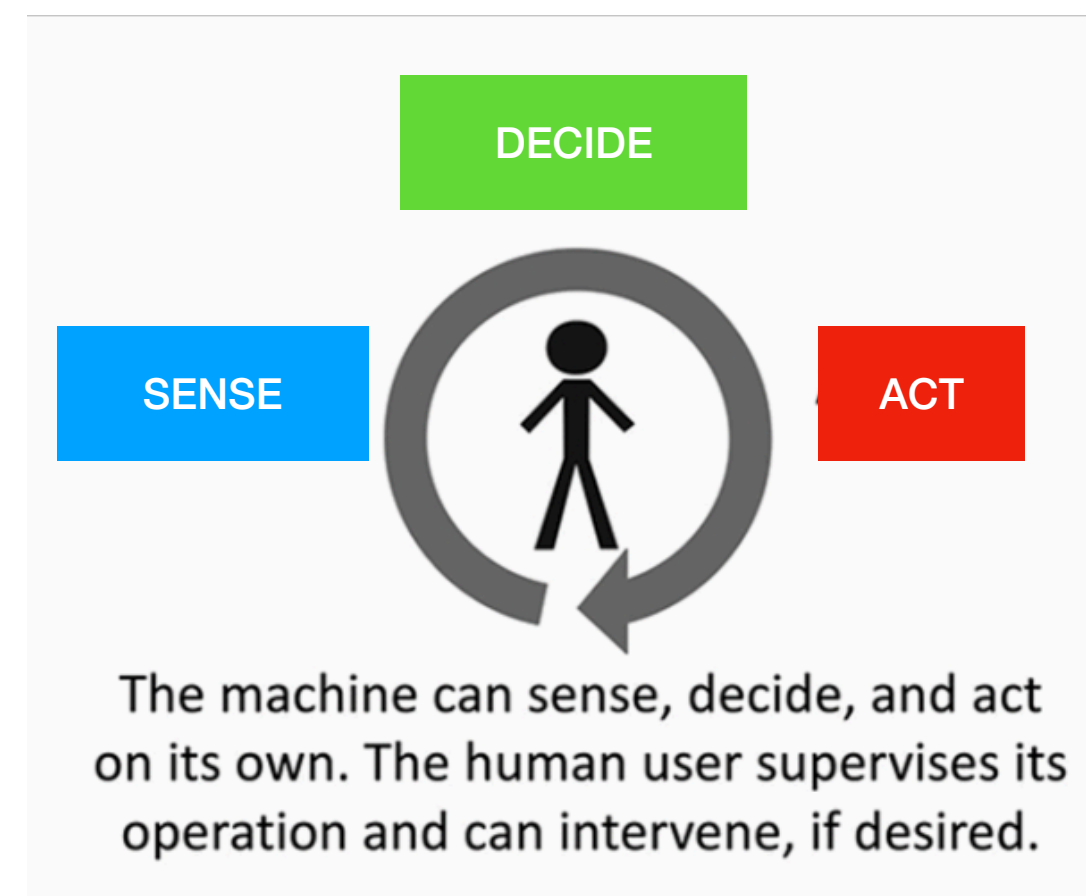 DECIDE
SENSE
ACT
The machine can sense, decide, and act
on its own. The human user supervises its
operation and can intervene, if desired.